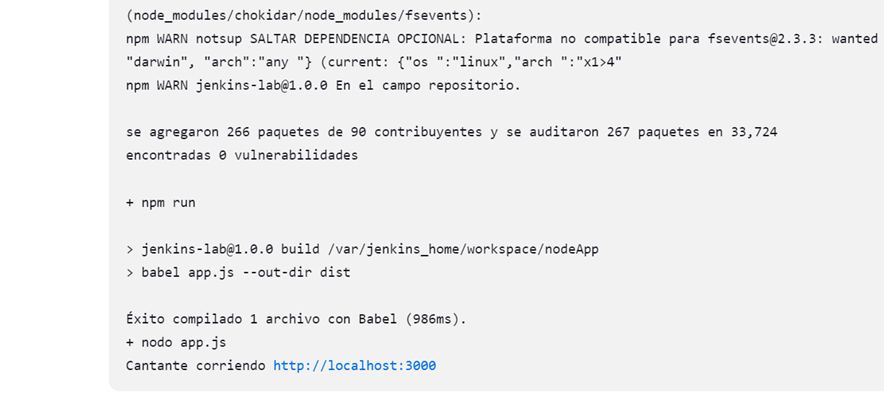 (node_modules/chokidar/node_modules/fsevents):
npm WARN notsup SALTAR DEPENDENCIA OPCIONAL: Plataforma no compatible para fsevents@2.3.3: wanted
"darwin", "arch":"any "} (current: {"os ":"linux","arch ":"x1>4"
npm WARN jenkins-lab@1.0.0 En el campo repositorio.
se agregaron 266 paquetes de 90 contribuyentes y se auditaron 267 paquetes en 33,724
encontradas 0 vulnerabilidades
+ npm run
> jenkins-lab@1.0.0 build /var/jenkins_home/workspace/nodeApp
> babel app.js --out-dir dist
Éxito compilado 1 archivo con Babel (986ms).
+ nodo app.js
Cantante corriendo http://localhost:3000